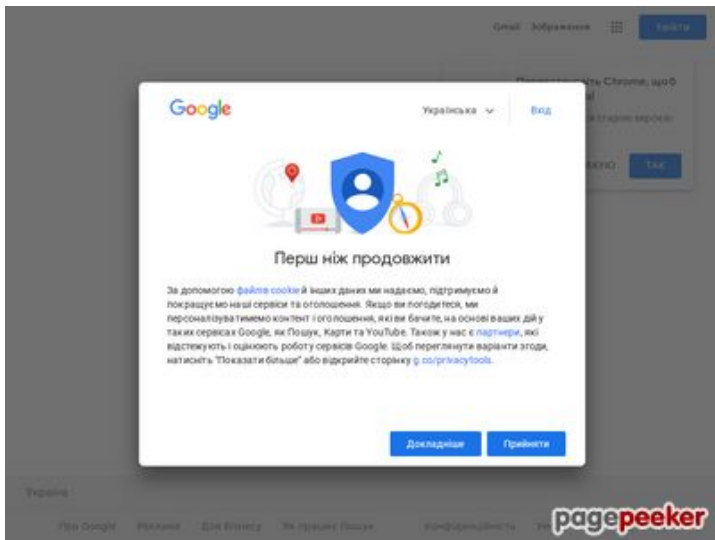 Gmail Зображення
Google
Українська
Вхід
Перш ніж продовжити
За допомогою файлів cookie й інших даних ми надаємо, підтримуємо й
покращуємо наші сервіси та оголошення. Якщо ви погодитеся, ми
персоналізуватимемо контент і оголошення, які ви бачите, на основі ваших дій у
таких сервісах Google, як Пошук, Карти та YouTube. Також у нас є партнери, які
відстежують і оцінюють роботу сервісів Google. Щоб переглянути варіанти згоди,
натисніть "Показати більше" або відкрийте сторінку g.co/privacytools.
Докладніше Прийняти
Україна
Про Google Реклама Для бізнесу Як працює Пошук Конфіденційність
pagepeeker